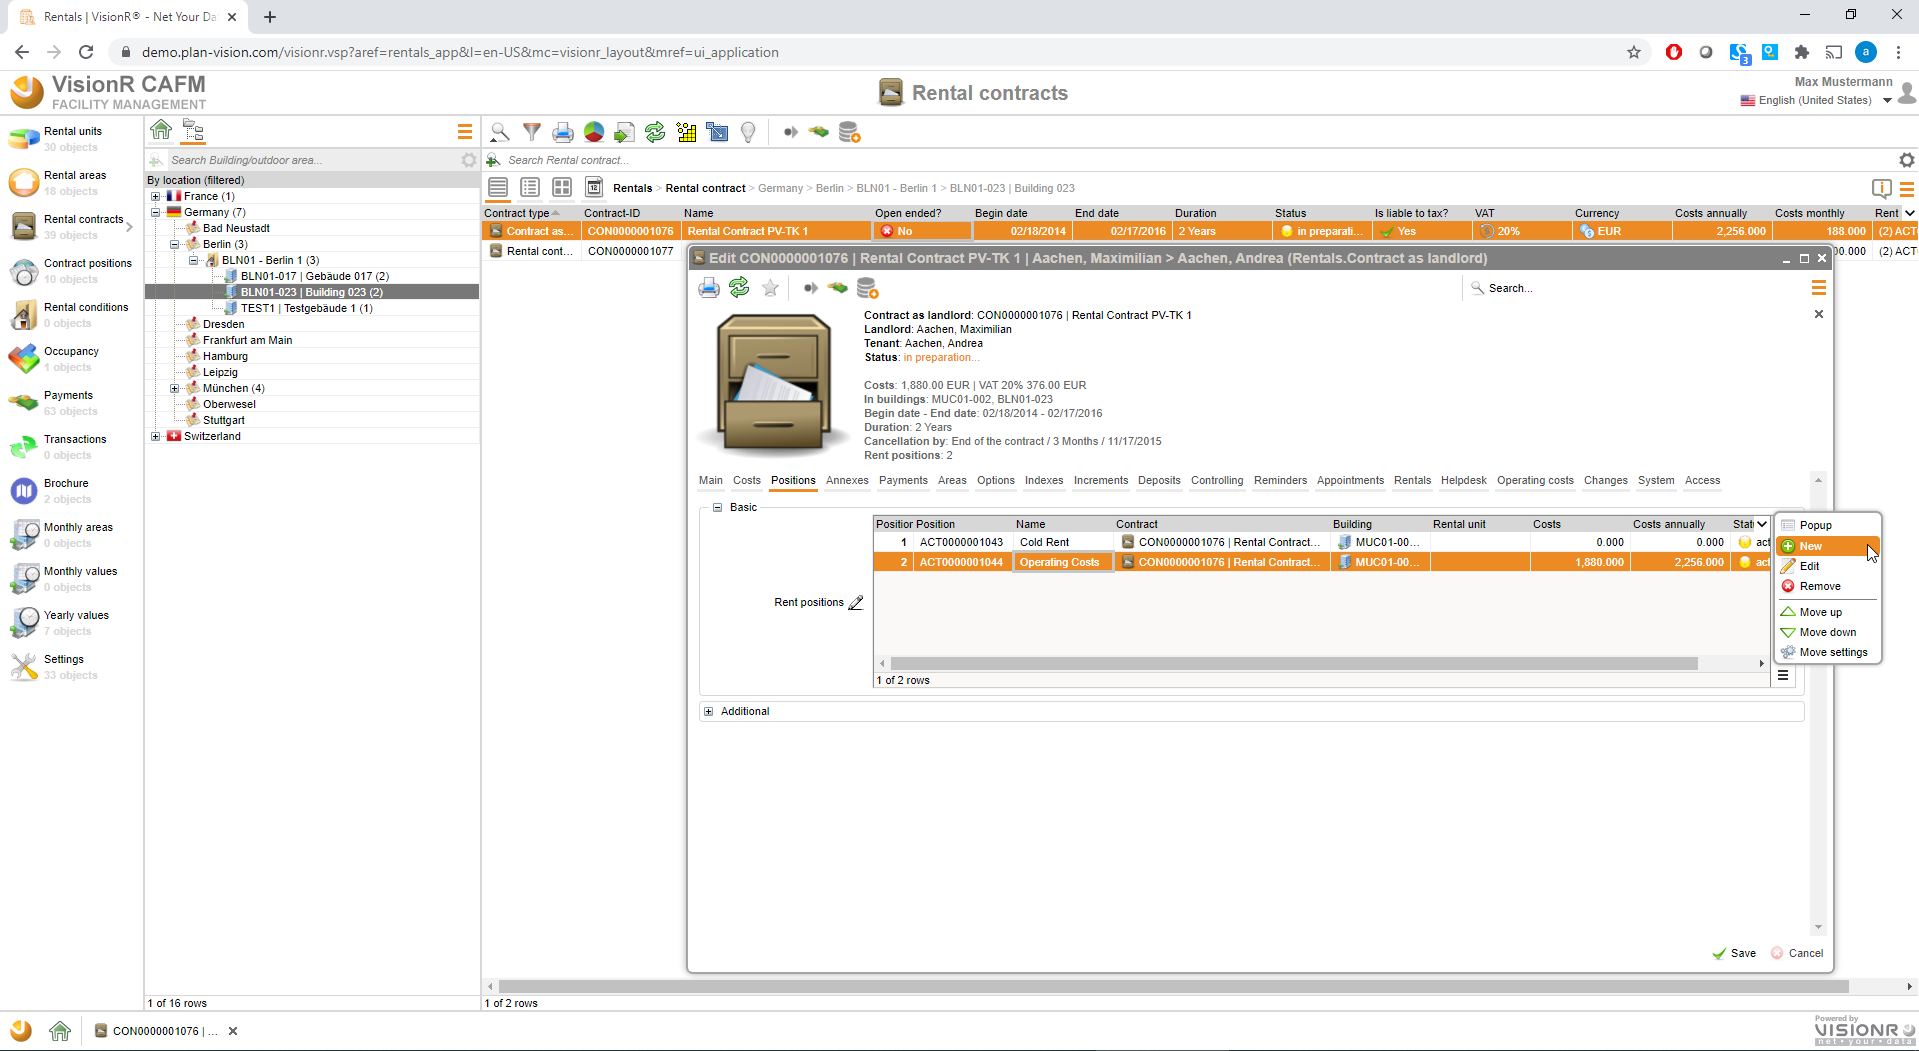 Rentals | VisionR® - Net Your Da
demo.plan-vision.com/visionr.vsp?aref=rentals_app&l=en-US&mc=visionr_layout&mref=ui_application
3
a
VisionR CAFM
FACILITY MANAGEMENT
Rental contracts
Max Mustermann
English (United States)
Rental units
30 objects
Rental areas
18 objects
Rental contracts
39 objects
Contract positions
10 objects
Rental conditions
0 objects
Occupancy
1 objects
Payments
63 objects
Transactions
0 objects
Brochure
2 objects
Monthly areas
0 objects
Monthly values
0 objects
Yearly values
7 objects
Settings
33 objects
Search Building/outdoor area...
By location (filtered)
France (1)
Germany (7)
Bad Neustadt
Berlin (3)
BLN01 - Berlin 1 (3)
BLN01-017 | Gebäude 017 (2)
BLN01-023 | Building 023 (2)
TEST1 | Testgebäude 1 (1)
Dresden
Frankfurt am Main
Hamburg
Leipzig
München (4)
Oberwesel
Stuttgart
Switzerland
1 of 16 rows
Search Rental contract...
12
Rentals > Rental contract > Germany > Berlin > BLN01 - Berlin 1 > BLN01-023 | Building 023
Contract type Contract-ID Name Open ended? Begin date End date Duration Status Is liable to tax? VAT Currency Costs annually Costs monthly Rent
Contract as... CON0000001076 Rental Contract PV-TK 1 No 02/18/2014 02/17/2016 2 Years in preparati... Yes 20% EUR 2,256.000 188.000 (2) ACT
Rental cont... CON0000001077 00.000 (2) ACT
Edit CON0000001076 | Rental Contract PV-TK 1 | Aachen, Maximilian > Aachen, Andrea (Rentals.Contract as landlord)
Search...
Contract as landlord: CON0000001076 | Rental Contract PV-TK 1
Landlord: Aachen, Maximilian
Tenant: Aachen, Andrea
Status: in preparation...
Costs: 1,880.00 EUR | VAT 20% 376.00 EUR
In buildings: MUC01-002, BLN01-023
Begin date - End date: 02/18/2014 - 02/17/2016
Duration: 2 Years
Cancellation by: End of the contract / 3 Months / 11/17/2015
Rent positions: 2
Main Costs Positions Annexes Payments Areas Options Indexes Increments Deposits Controlling Reminders Appointments Rentals Helpdesk Operating costs Changes System Access
Basic
Position Position Name Contract Building Rental unit Costs Costs annually Stat
1 ACT0000001043 Cold Rent CON0000001076 | Rental Contract... MUC01-00... 0.000 0.000 act
2 ACT0000001044 Operating Costs CON0000001076 | Rental Contract... MUC01-00... 1,880.000 2,256.000 act
Rent positions
1 of 2 rows
Popup
New
Edit
Remove
Move up
Move down
Move settings
Additional
Save Cancel
1 of 2 rows
CON0000001076 | ...
Powered by
VISIONR
net • your • data